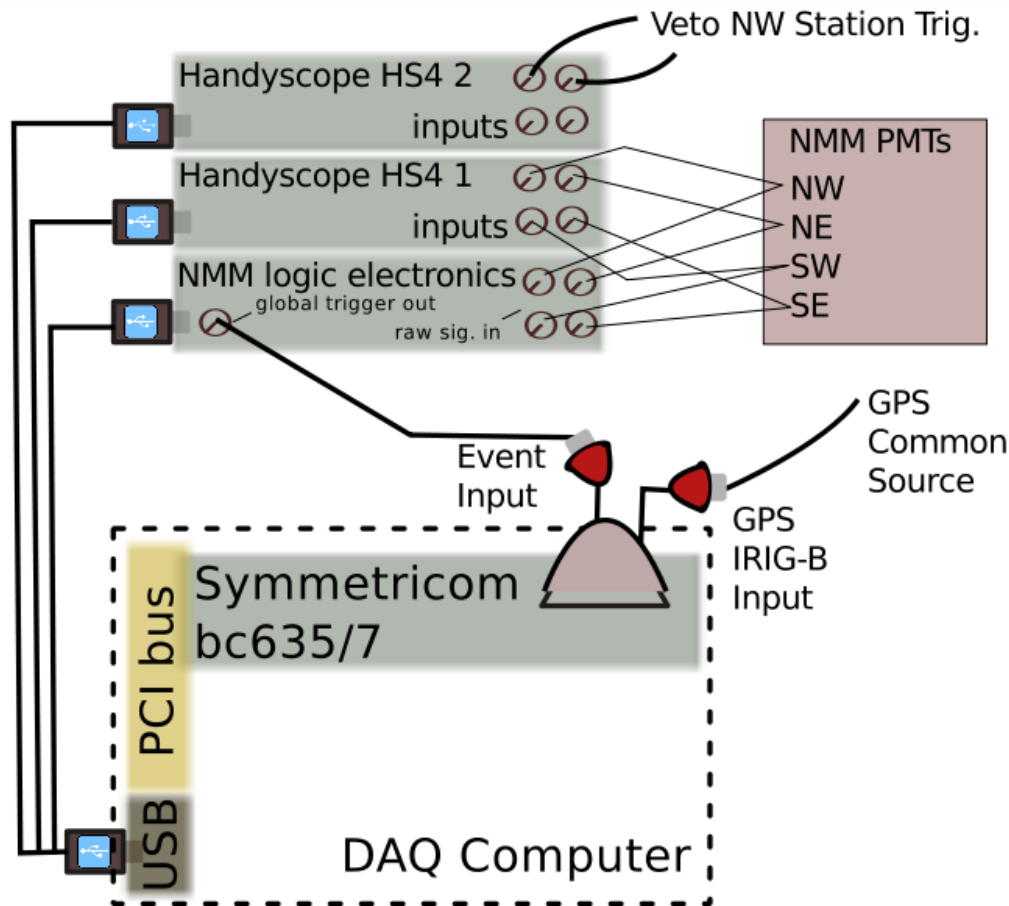 Veto NW Station Trig.
Handyscope HS4 2
inputs
Handyscope HS4 1
inputs
NMM logic electronics
global trigger out
raw sig. in
NMM PMTs
NW
NE
SW
SE
Event
Input
GPS
Common
Source
GPS
IRIG-B
Input
Symmetricom
bc635/7
PCI bus
USB
DAQ Computer